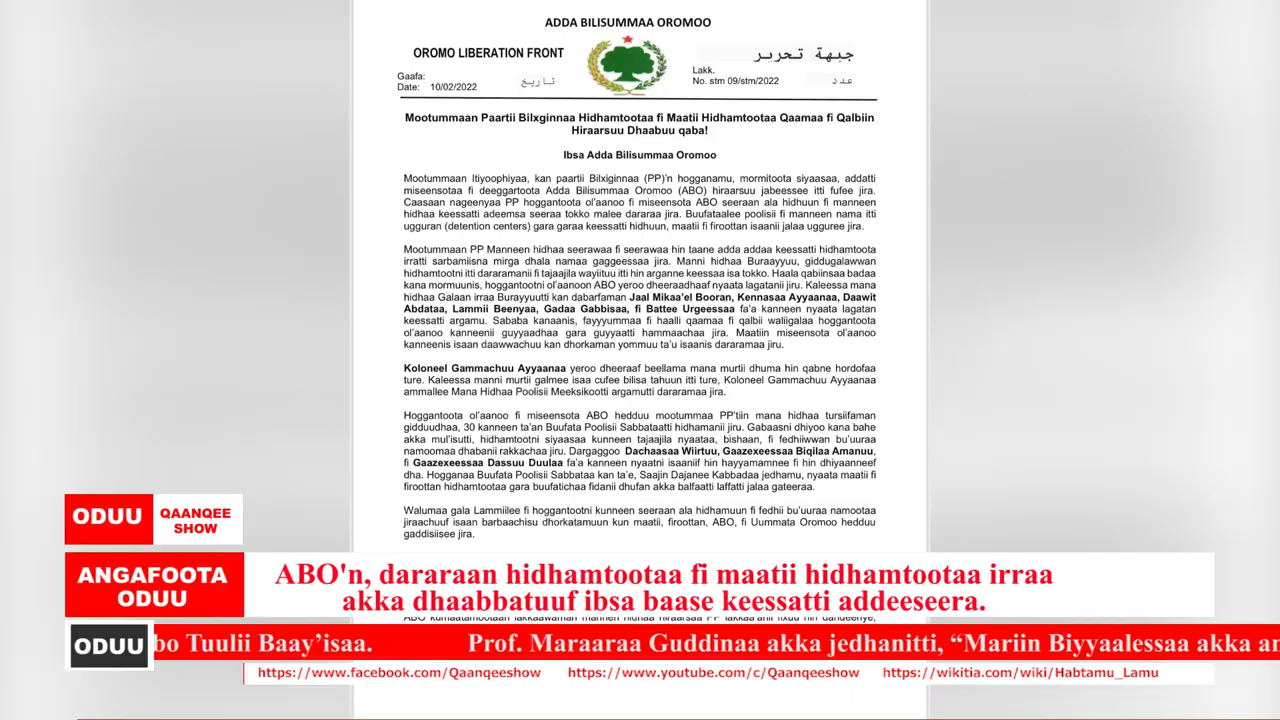 ADDA BILISUMMAA OROMOO
OROMO LIBERATION FRONT
جبهة تحرير
Gaafa:
Date: 10/02/2022
تاريخ
Lakk.
No. stm 09/stm/2022
عدد
Mootummaan Paartii Bilxginnaa Hidhamtootaa fi Maatii Hidhamtootaa Qaamaa fi Qalbiin
Hiraarsuu Dhaabuu qaba!
Ibsa Adda Bilisummaa Oromoo
Mootummaan Itiyoophiyaa, kan paartii Bilxiginnaa (PP)'n hogganamu, mormitoota siyaasaa, addatti
miseensotaa fi deeggartoota Adda Bilisummaa Oromoo (ABO) hiraarsuu jabeessee itti fufee jira.
Caasaan nageenyaa PP hoggantoota ol'aanoo fi miseensota ABO seeraan ala hidhuun fi manneen
hidhaa keessatti adeemsa seeraa tokko malee dararaa jira. Buufataalee poolisii fi manneen nama itti
ugguran (detention centers) gara garaa keessatti hidhuun, maatii fi firoottan isaanii jalaa ugguree jira.
Mootummaan PP Manneen hidhaa seerawaa fi seerawaa hin taane adda addaa keessatti hidhamtoota
irratti sarbamiisna mirga dhala namaa gaggeessaa jira. Manni hidhaa Buraayyuu, giddugalawwan
hidhamtootni itti dararamanii fi tajaajila wayiituu itti hin arganne keessaa isa tokko. Haala qabiinsaa badaa
kana mormuunis, hoggantootni ol'aanoon ABO yeroo dheeraadhaaf nyaata lagatanii jiru. Kaleessa mana
hidhaa Galaan irraa Burayyuutti kan dabarfaman Jaal Mikaa'el Booran, Kennasaa Ayyaanaa, Daawit
Abdataa, Lammii Beenyaa, Gadaa Gabbisaa, fi Battee Urgeessaa fa'a kanneen nyaata lagatan
keessatti argamu. Sababa kanaanis, fayyummaa fi haalli qaamaa fi qalbii waliigalaa hoggantoota
ol'aanoo kanneenii guyyaadhaa gara guyyaatti hammaachaa jira. Maatiin miseensota ol'aanoo
kanneenis isaan daawwachuu kan dhorkaman yommuu ta'u isaanis dararamaa jiru.
Koloneel Gammachuu Ayyaanaa yeroo dheeraaf beellama mana murtii dhuma hin qabne hordofaa
ture. Kaleessa manni murtii galmee isaa cufee bilisa tahuun itti ture, Koloneel Gammachuu Ayyaanaa
ammallee Mana Hidhaa Poolisii Meeksikootti argamutti dararamaa jira.
Hoggantoota ol'aanoo fi miseensota ABO hedduu mootummaa PP'tiin mana hidhaa tursiifaman
gidduudhaa, 30 kanneen ta'an Buufata Poolisii Sabbataatti hidhamanii jiru. Gabaasni dhiyoo kana bahe
akka mul'isutti, hidhamtootni siyaasaa kunneen tajaajila nyaataa, bishaan, fi fedhiiwwan bu'uuraa
namoomaa dhabanii rakkachaa jiru. Dargaggoo Dachaasaa Wiirtuu, Gaazexeessaa Biqilaa Amanuu,
fi Gaazexeessaa Dassuu Duulaa fa'a kanneen nyaatni isaaniif hin hayyamamnee fi hin dhiyaanneef
dha. Hogganaa Buufata Poolisii Sabbataa kan ta'e, Saajin Dajanee Kabbadaa jedhamu, nyaata maatii fi
firoottan hidhamtootaa gara buufatichaa fidanii dhufan akka balfaatti laffatti jalaa gateeraa.
Walumaa gala Lammiilee fi hoggantootni kunneen seeraan ala hidhamuun fi fedhii bu'uuraa namootaa
jiraachuuf isaan barbaachisu dhorkatamuun kun maatii, firoottan, ABO, fi Uummata Oromoo hedduu
gaddisiisee jira.
ODUU
QAANQEE
SHOW
ANGAFOOTA
ODUU
ABO'n, dararaan hidhamtootaa fi maatii hidhamtootaa irraa
akka dhaabbatuuf ibsa baase keessatti addeeseera.
ODUU
bo Tuulii Baay'isaa. Prof. Maraaraa Guddinaa akka jedhanitti, “Mariin Biyyaalessaa akka an
https://www.facebook.com/Qaanqeeshow https://www.youtube.com/c/Qaanqeeshow https://wikitia.com/wiki/Habtamu_Lamu